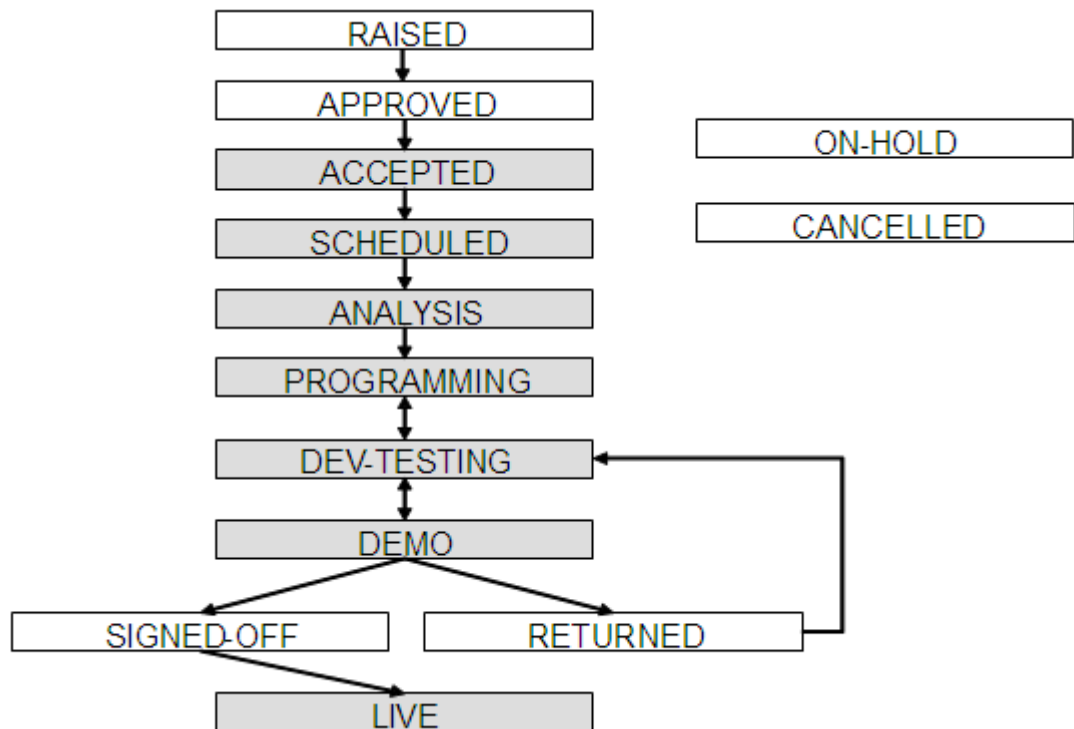 RAISED
APPROVED
ACCEPTED
ON-HOLD
SCHEDULED
CANCELLED
ANALYSIS
PROGRAMMING
DEV-TESTING
DEMO
SIGNED-OFF
RETURNED
LIVE